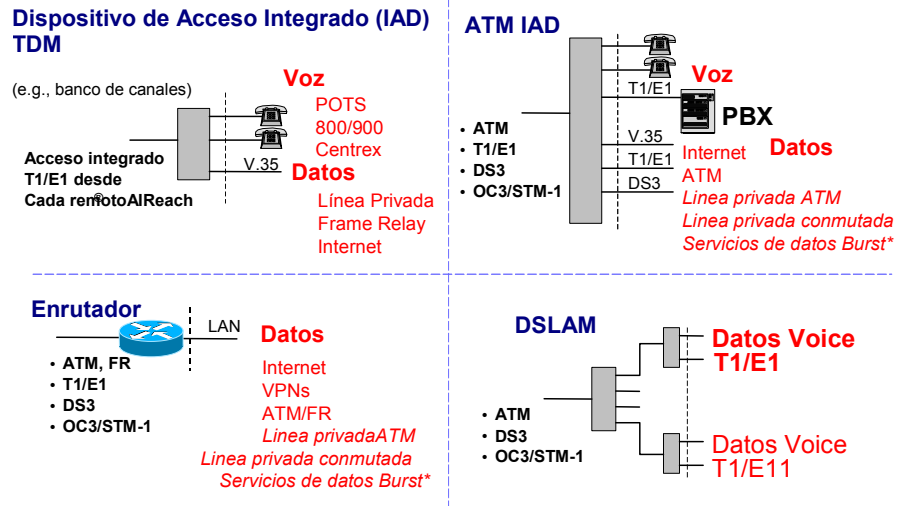 Dispositivo de Acceso Integrado (IAD)
TDM
(e.g., banco de canales)
Voz
POTS
800/900
Centrex
V.35
Datos
Acceso integrado
T1/E1 desde
Cada remotoAIReach
®
Línea Privada
Frame Relay
Internet
ATM IAD
T1/E1
Voz
PBX
• ATM
• T1/E1
• DS3
• OC3/STM-1
V.35
T1/E1
DS3
Internet
Datos
ATM
Linea privada ATM
Linea privada conmutada
Servicios de datos Burst*
Enrutador
LAN
Datos
• ATM, FR
• T1/E1
• DS3
• OC3/STM-1
Internet
VPNs
ATM/FR
Linea privadaATM
Linea privada conmutada
Servicios de datos Burst*
DSLAM
• ATM
• DS3
• OC3/STM-1
Datos Voice
T1/E1
Datos Voice
T1/E11